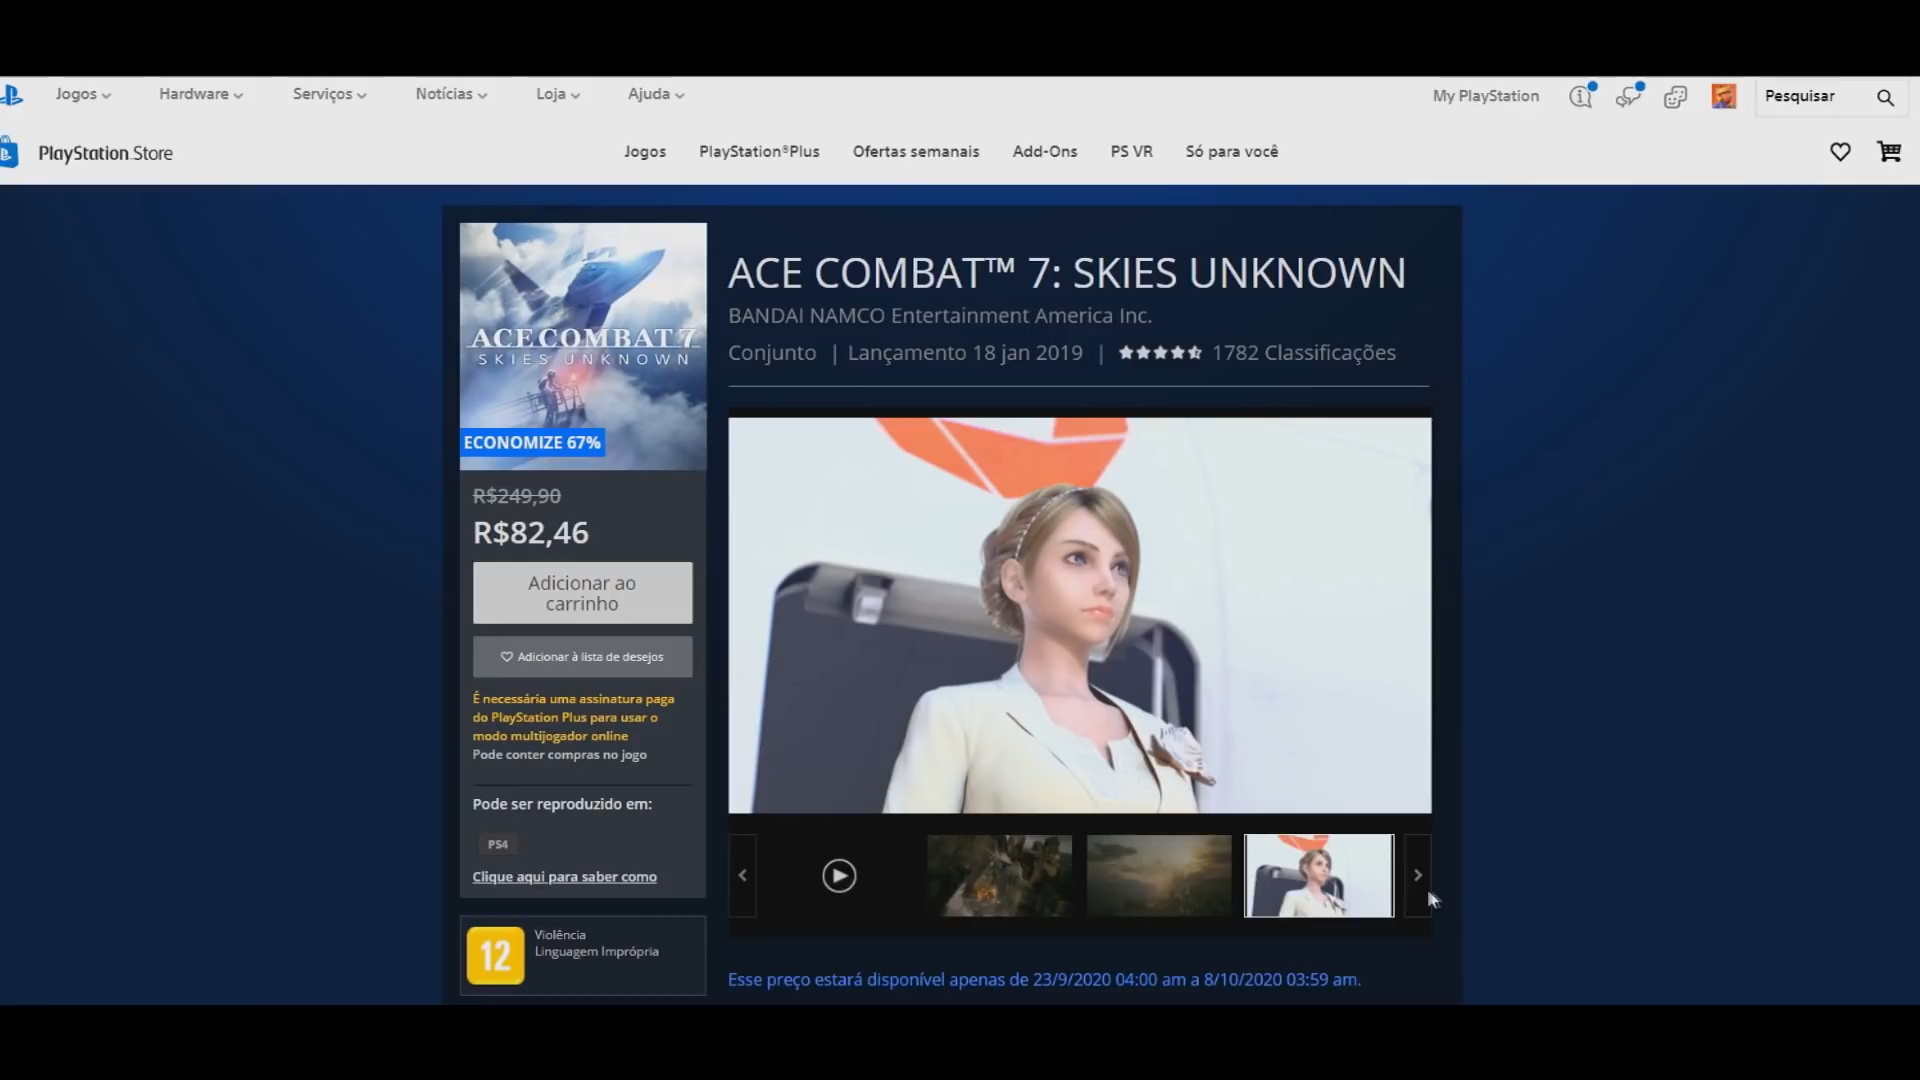 Jogos
Hardware
Serviços
Notícias
Loja
Ajuda
My PlayStation
Pesquisar
PlayStation Store
Jogos
PlayStation®Plus
Ofertas semanais
Add-Ons
PS VR
Só para você
ACE COMBAT 7
SKIES UNKNOWN
ECONOMIZE 67%
R$249,90
R$82,46
Adicionar ao
carrinho
Adicionar à lista de desejos
É necessária uma assinatura paga
do PlayStation Plus para usar o
modo multijogador online
Pode conter compras no jogo
Pode ser reproduzido em:
PS4
Clique aqui para saber como
12
Violência
Linguagem Imprópria
ACE COMBAT™ 7: SKIES UNKNOWN
BANDAI NAMCO Entertainment America Inc.
Conjunto | Lançamento 18 jan 2019 | 1782 Classificações
Esse preço estará disponível apenas de 23/9/2020 04:00 am a 8/10/2020 03:59 am.